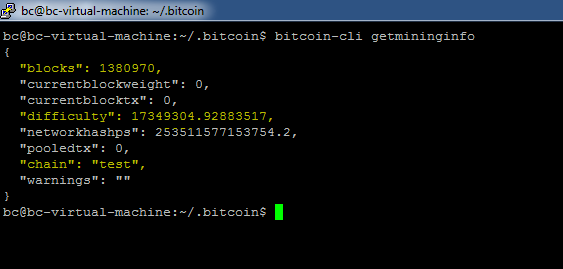 bc@bc-virtual-machine: ~/.bitcoin
bc@bc-virtual-machine:~/.bitcoin$ bitcoin-cli getmininginfo
{
  "blocks": 1380970,
  "currentblockweight": 0,
  "currentblocktx": 0,
  "difficulty": 17349304.92883517,
  "networkhashps": 253511577153754.2,
  "pooledtx": 0,
  "chain": "test",
  "warnings": ""
}
bc@bc-virtual-machine:~/.bitcoin$